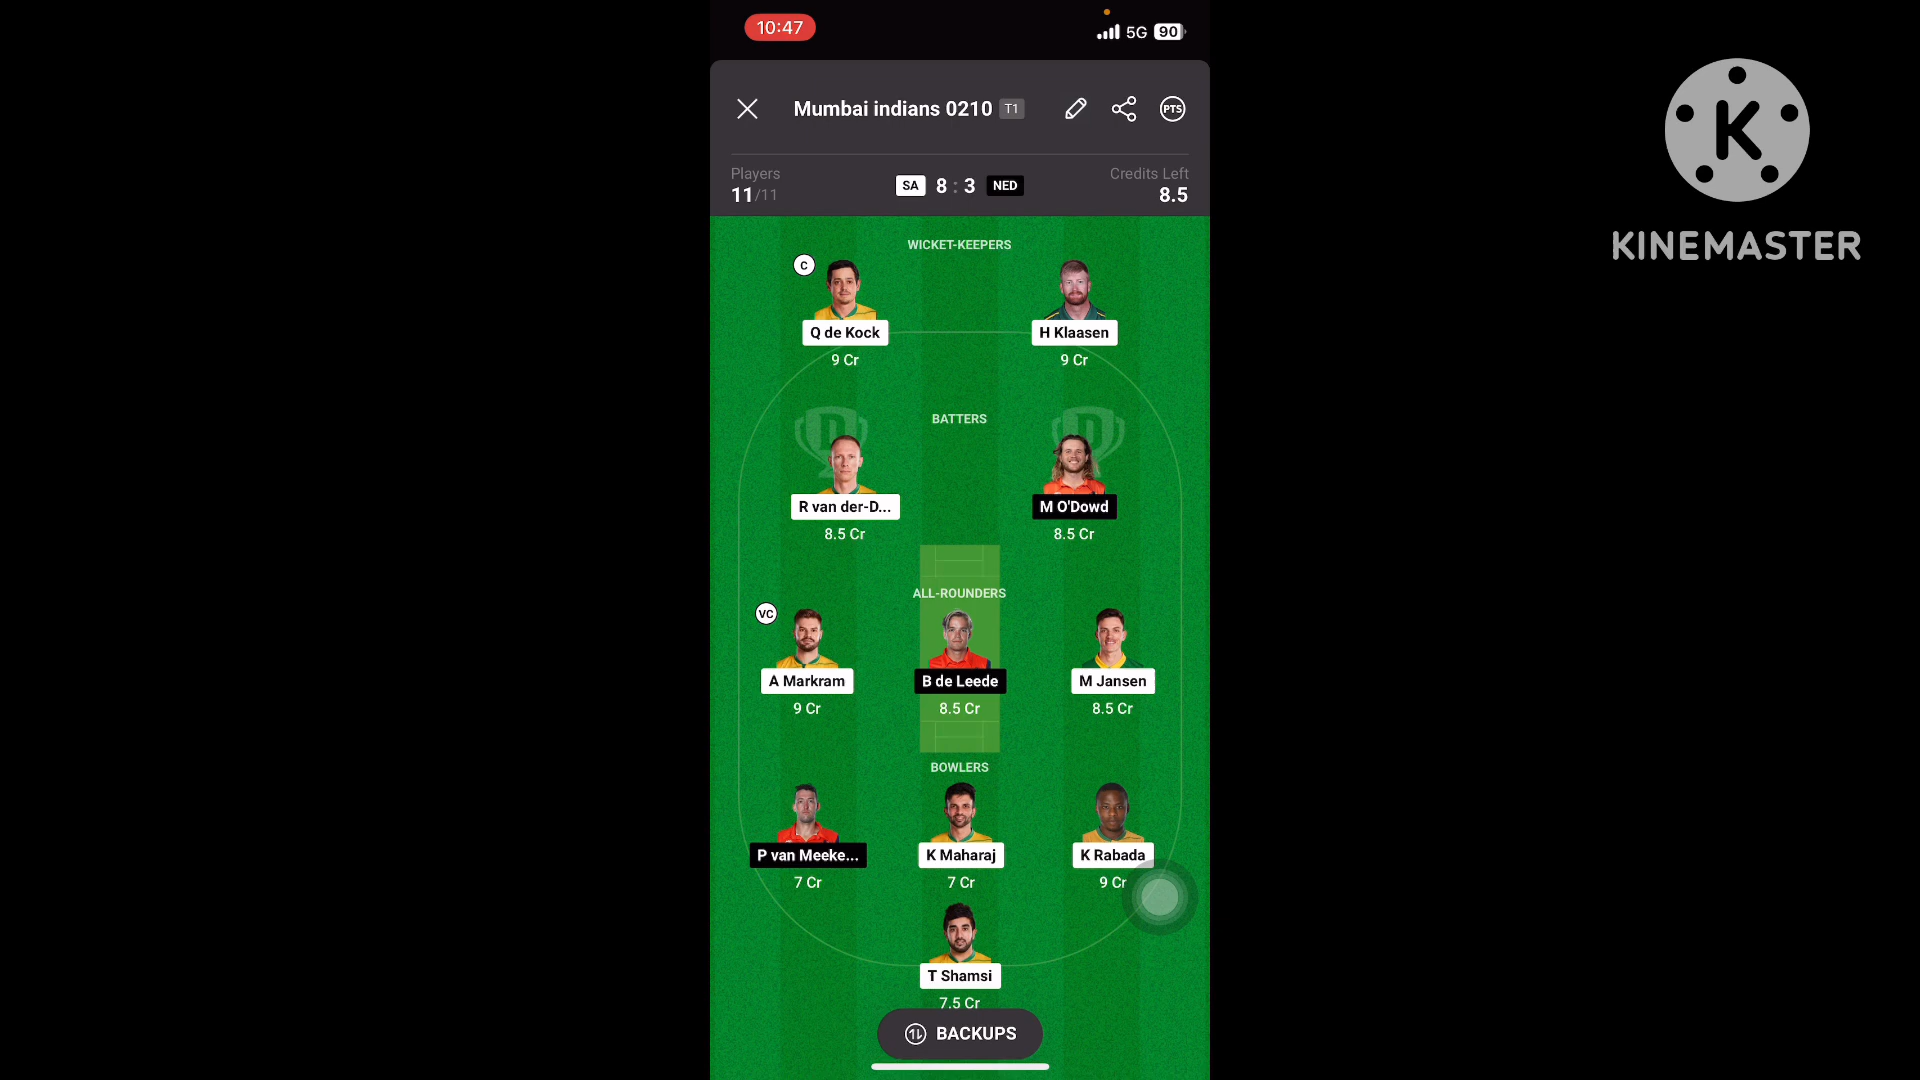 10:47
5G 90
Mumbai indians 0210 T1
PTS
Players
11/11
SA 8 : 3 NED
Credits Left
8.5
WICKET-KEEPERS
C
Q de Kock
9 Cr
H Klaasen
9 Cr
BATTERS
R van der-D...
8.5 Cr
M O'Dowd
8.5 Cr
ALL-ROUNDERS
VC
A Markram
9 Cr
B de Leede
8.5 Cr
M Jansen
8.5 Cr
BOWLERS
P van Meeke...
7 Cr
K Maharaj
7 Cr
K Rabada
9 Cr
T Shamsi
7.5 Cr
BACKUPS
K
KINEMASTER